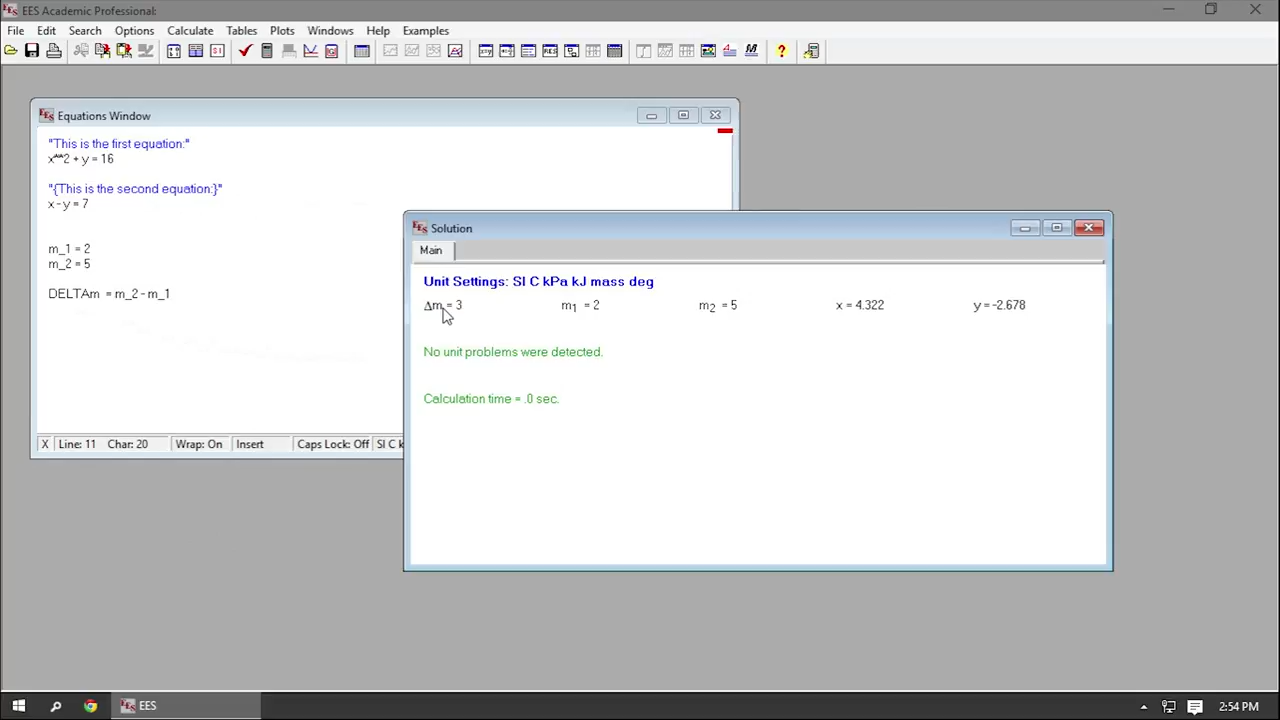 EES Academic Professional:
File Edit Search Options Calculate Tables Plots Windows Help Examples
Equations Window
"This is the first equation:"
x**2 + y = 16
"{This is the second equation:}"
x - y = 7
m_1 = 2
m_2 = 5
DELTAm = m_2 - m_1
X Line: 11 Char: 20 Wrap: On Insert Caps Lock: Off SI C k
Solution
Main
Unit Settings: SI C kPa kJ mass deg
Δm = 3 m1 = 2 m2 = 5 x = 4.322 y = -2.678
No unit problems were detected.
Calculation time = .0 sec.
EES 2:54 PM